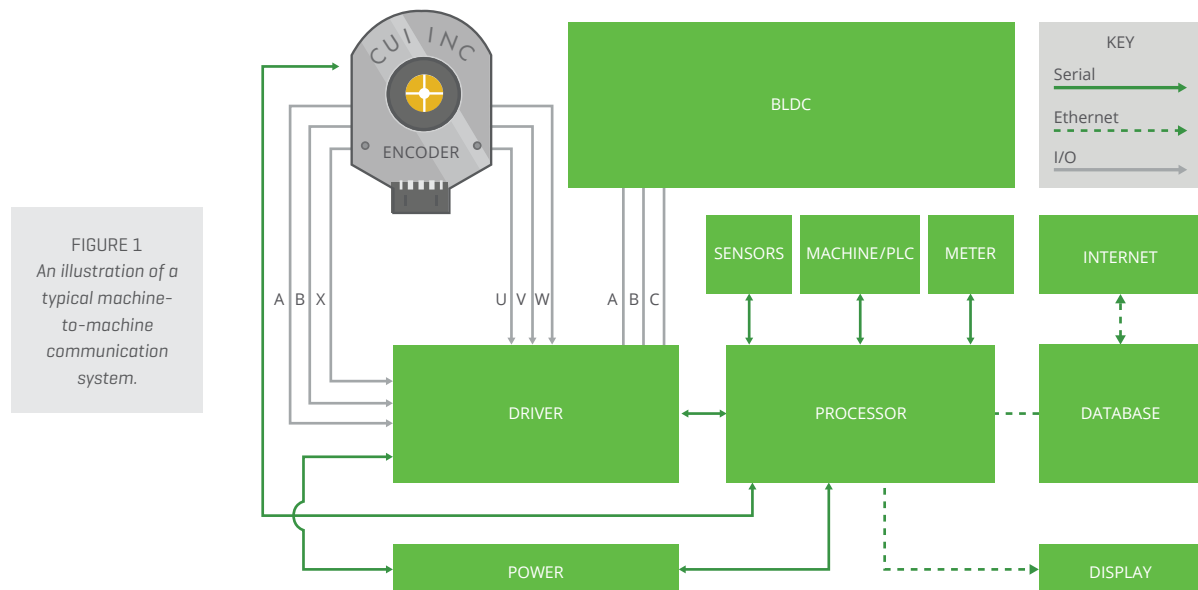 CUI INC
ENCODER
BLDC
KEY
Serial
Ethernet
I/O
FIGURE 1
An illustration of a
typical machine-
to-machine
communication
system.
A B X
U V W
A B C
SENSORS
MACHINE/PLC
METER
INTERNET
DRIVER
PROCESSOR
DATABASE
POWER
DISPLAY